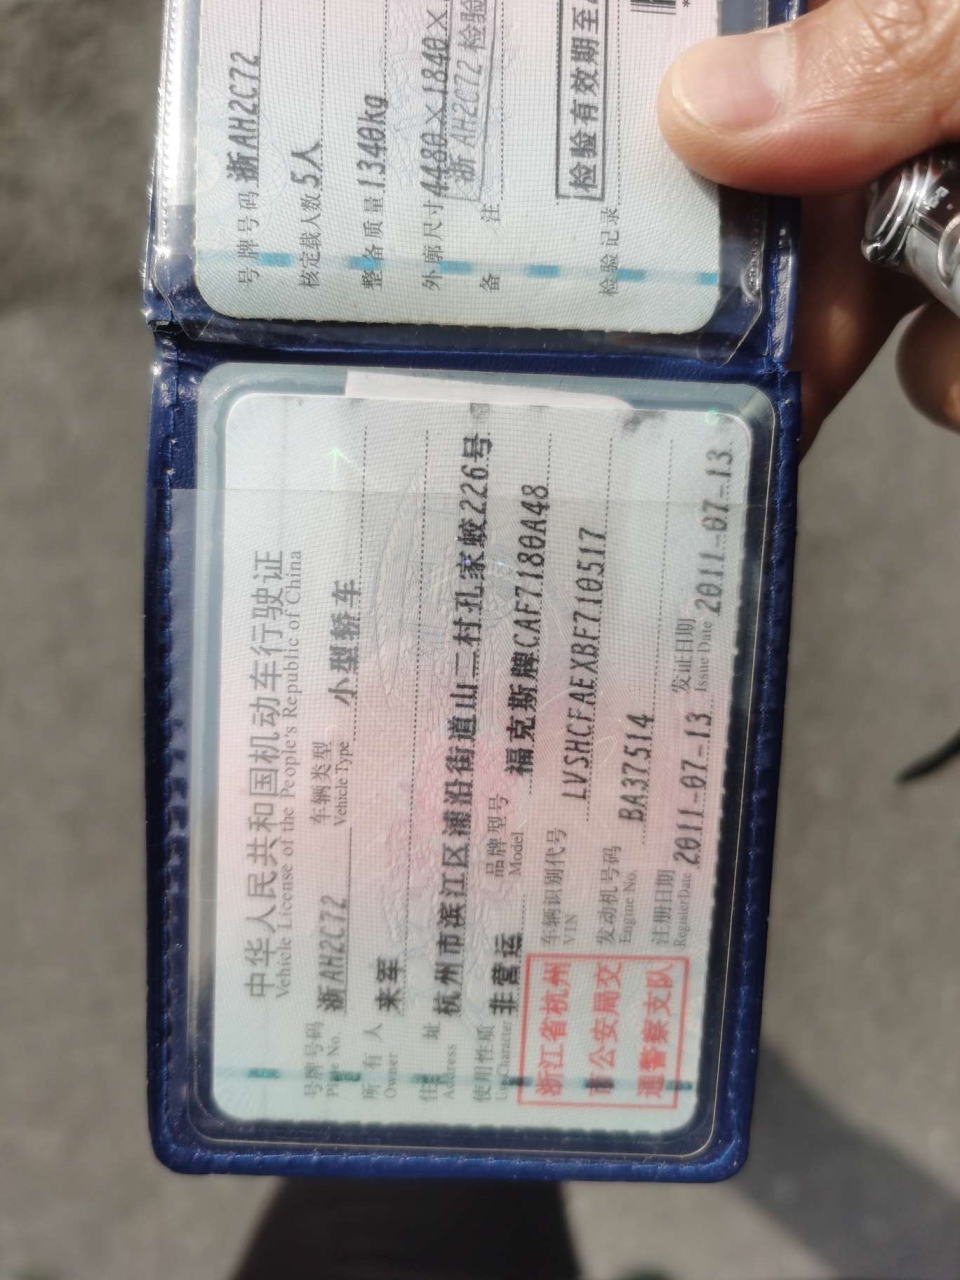 中华人民共和国机动车行驶证
Vehicle License of the People's Republic of China
号牌号码 浙AH2C72 车辆类型 小型轿车
Plate No. Vehicle Type
所有人 来军
Owner
住址 杭州市滨江区浦沿街道山二村孔家蛟226号
Address
使用性质 非营运 品牌型号 福克斯牌CAF7180A48
Use Character Model
浙江省杭州
市公安局交
通警察支队
车辆识别代号 LVSHCFAEXBF710517
VIN
发动机号码 BA37514
Engine No.
注册日期 2011-07-13 发证日期 2011-07-13
Register Date Issue Date
号牌号码 浙AH2C72
核定载人数 5人
整备质量 1340kg
外廓尺寸 4480×1840×
备注 浙AH2C72 检验
检验记录 检验有效期至